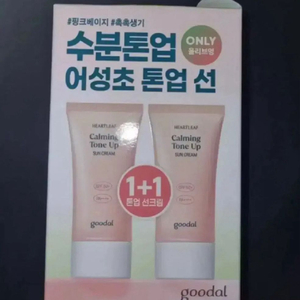 #핑크베이지 #촉촉생기
수분톤업
ONLY
올리브영
어성초 톤업 선
HEARTLEAF
Calming
Tone Up
SUN CREAM
goodal
HEARTLEAF
Calming
Tone Up
SUN CREAM
goodal
1+1
톤업 선크림
goodal